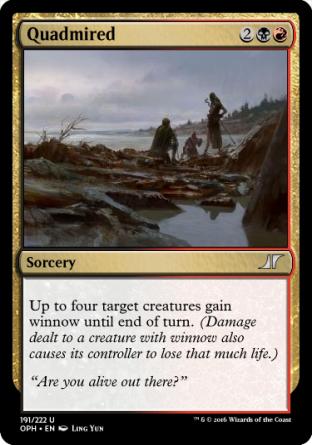 Quadmired 2
Sorcery
Up to four target creatures gain
winnow until end of turn. (Damage
dealt to a creature with winnow also
causes its controller to lose that much life.)
“Are you alive out there?”
191/222 U
OPH • EN Ling Yun
™ & © 2016 Wizards of the Coast